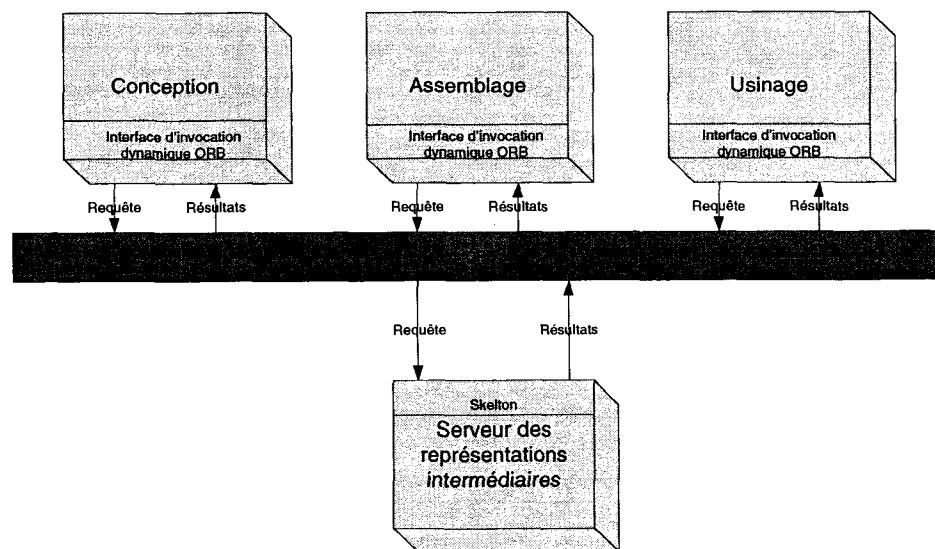 Conception
Interface d'invocation
dynamique ORB
Assemblage
Interface d'invocation
dynamique ORB
Usinage
Interface d'invocation
dynamique ORB
Requête
Résultats
Requête
Résultats
Requête
Résultats
Requête
Résultats
Skelton
Serveur des
représentations
intermédiaires